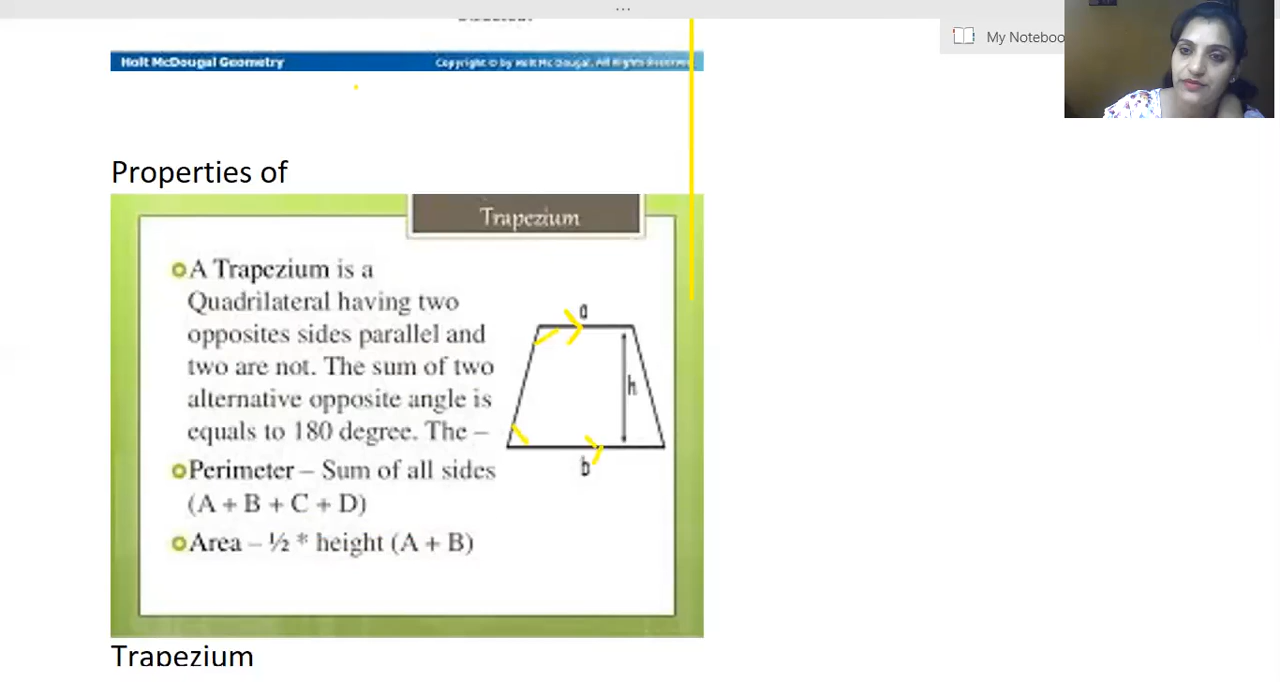 My Noteboo
Holt McDougal Geometry
Copyright © by Holt Mc Dougal. All Rights Reserved.
Properties of
Trapezium
A Trapezium is a
Quadrilateral having two
opposites sides parallel and
two are not. The sum of two
alternative opposite angle is
equals to 180 degree. The –
a
h
b
Perimeter – Sum of all sides
(A + B + C + D)
Area – ½ * height (A + B)
Trapezium